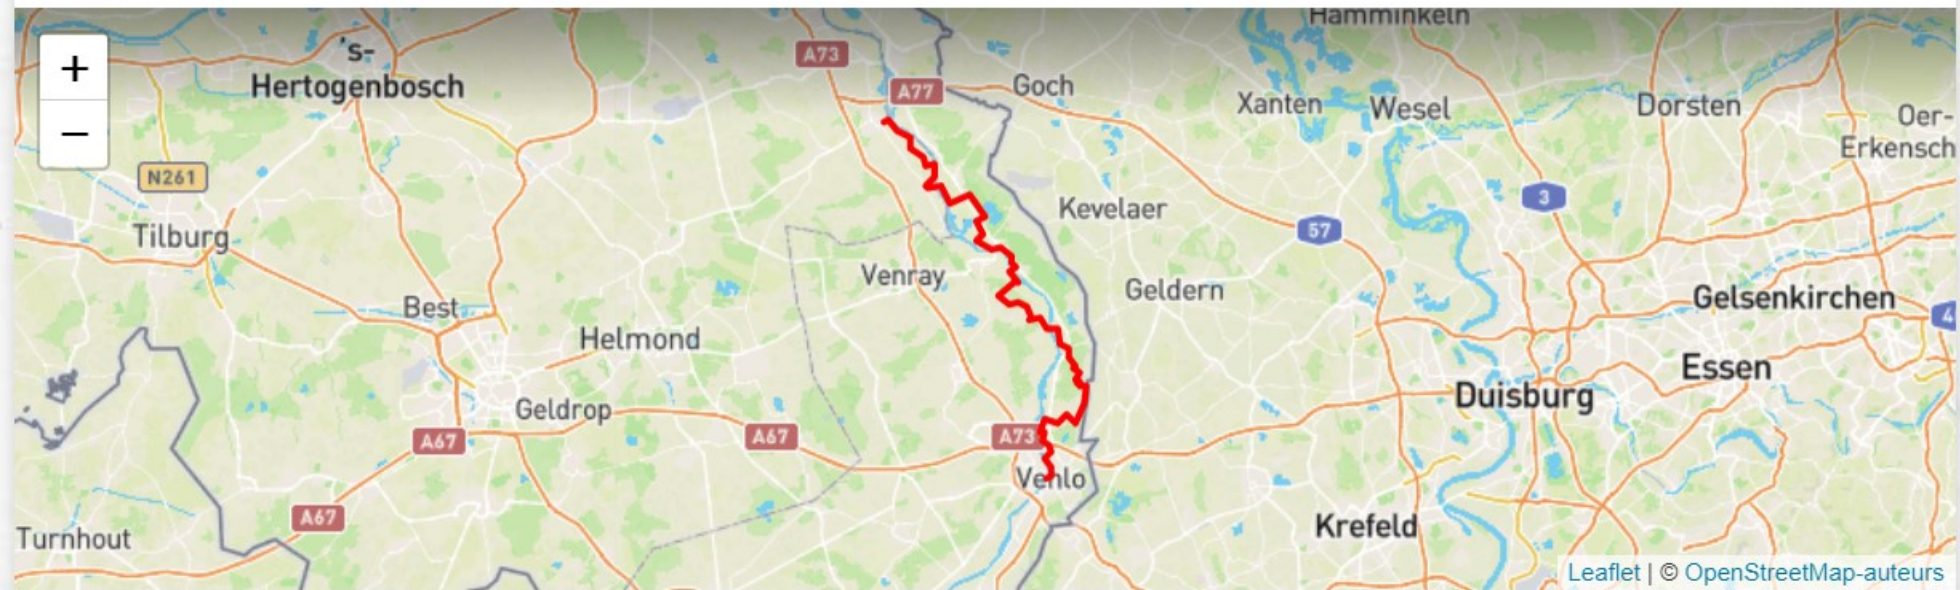 Hamminkeln
+
's-
Hertogenbosch
A73
A77
Goch
Xanten
Wesel
Dorsten
Oer-
Erkensch
−
N261
3
Kevelaer
57
Tilburg
Venray
Geldern
Best
Gelsenkirchen
4
Helmond
Essen
Duisburg
Geldrop
A67
A67
A73
Venlo
A67
Krefeld
Turnhout
Leaflet | © OpenStreetMap-auteurs